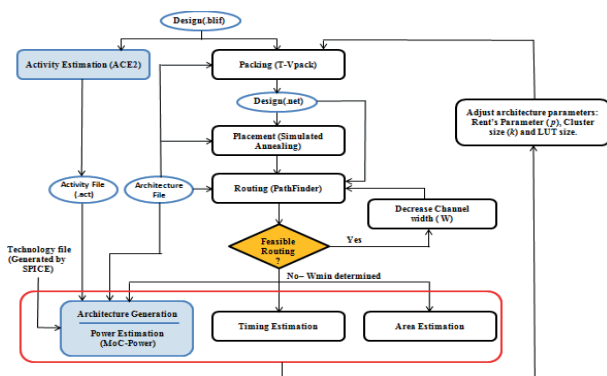 Design(.blif)
Activity Estimation (ACE2)
Packing (T-Vpack)
Design(.net)
Adjust architecture parameters:
Rent's Parameter (p), Cluster
size (k) and LUT size.
Placement (Simulated
Annealing)
Activity File
(.act)
Architecture
File
Routing (PathFinder)
Decrease Channel
width ( W)
Feasible
Routing
?
Yes
Technology file
(Generated by
SPICE)
No– Wmin determined
Architecture Generation
Power Estimation
(MoC-Power)
Timing Estimation
Area Estimation